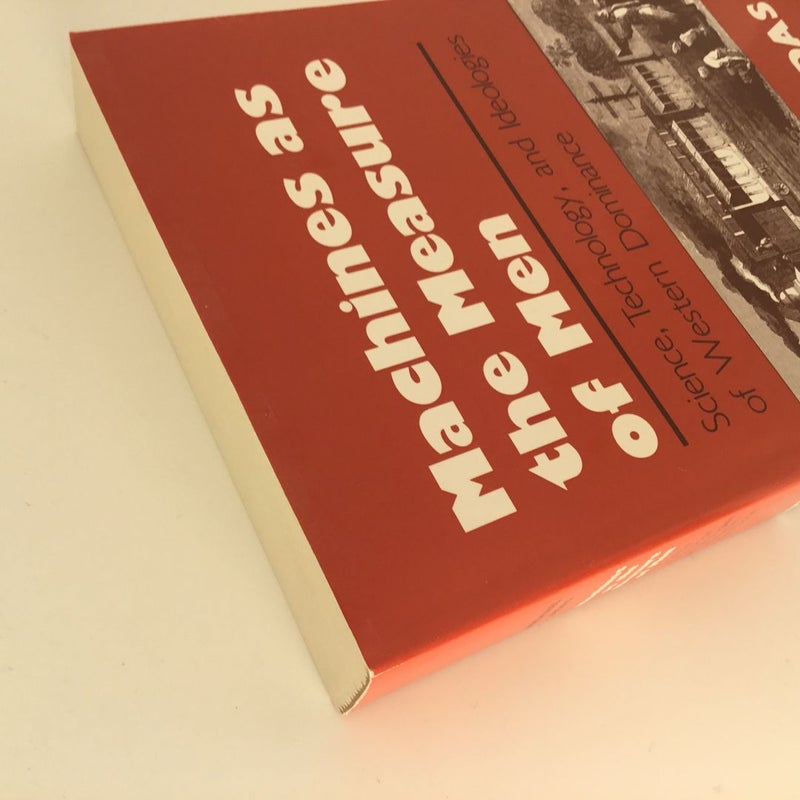 Machines as
the Measure
of Men
Science, Technology, and Ideologies
of Western Dominance